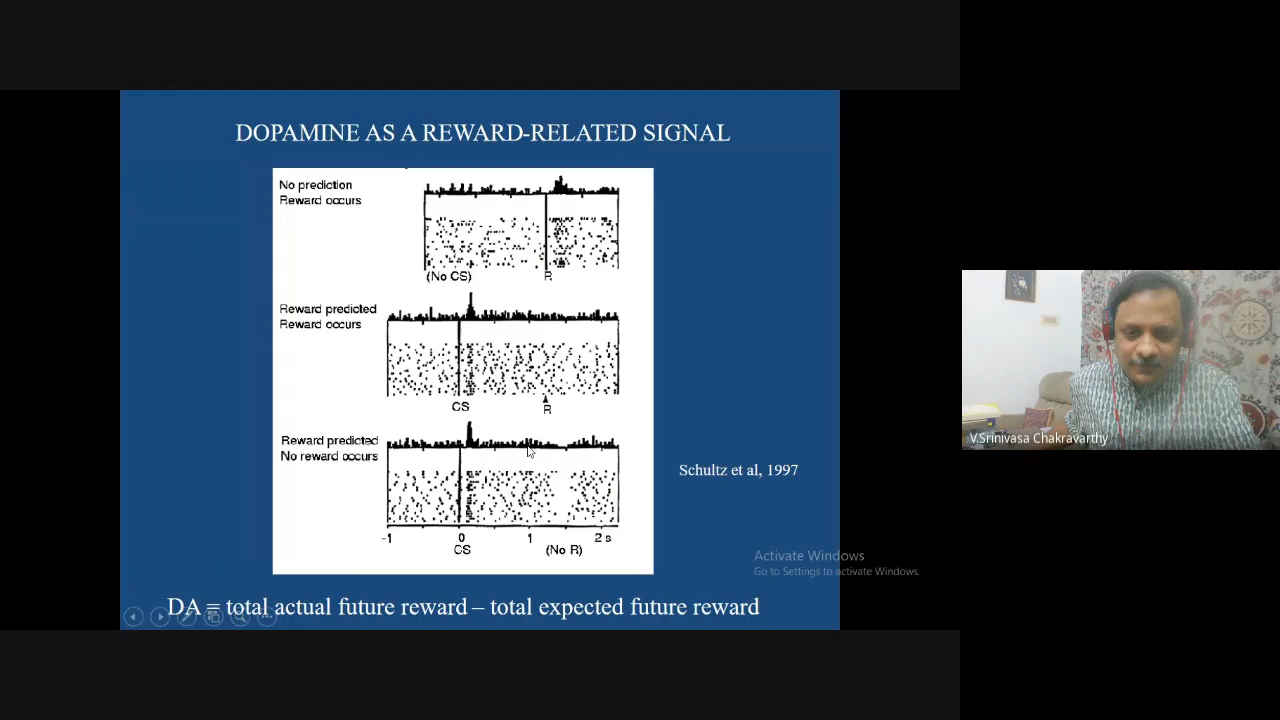 DOPAMINE AS A REWARD-RELATED SIGNAL
No prediction
Reward occurs
(No CS)
R
Reward predicted
Reward occurs
CS
R
Reward predicted
No reward occurs
-1
0
1
2 s
CS
(No R)
Schultz et al, 1997
DA = total actual future reward – total expected future reward
V.Srinivasa Chakravarthy
Activate Windows
Go to Settings to activate Windows.